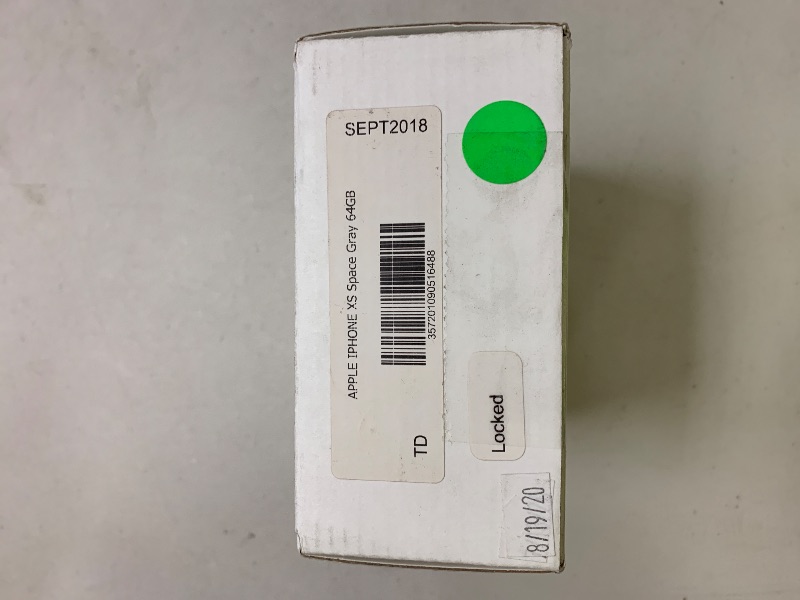 SEPT2018
APPLE IPHONE XS Space Gray 64GB
357201090516488
TD
Locked
8/19/20